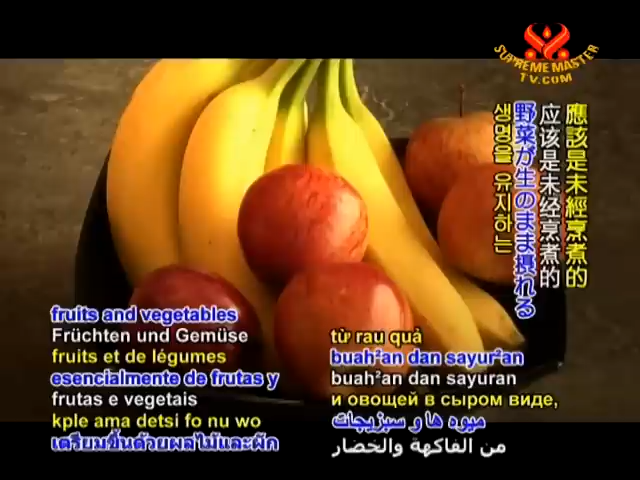 SUPREME MASTER
TV.COM
應該是未經烹煮的
应该是未经烹煮的
野菜が生のまま摂れる
생명을 유지하는
fruits and vegetables
Früchten und Gemüse
fruits et de légumes
esencialmente de frutas y
frutas e vegetais
kple ama detsi fo nu wo
เตรียมขึ้นด้วยผลไม้และผัก
từ rau quả
buah²an dan sayur²an
buah²an dan sayuran
и овощей в сыром виде,
میوه ها و سبزیجات
من الفاكهة والخضار